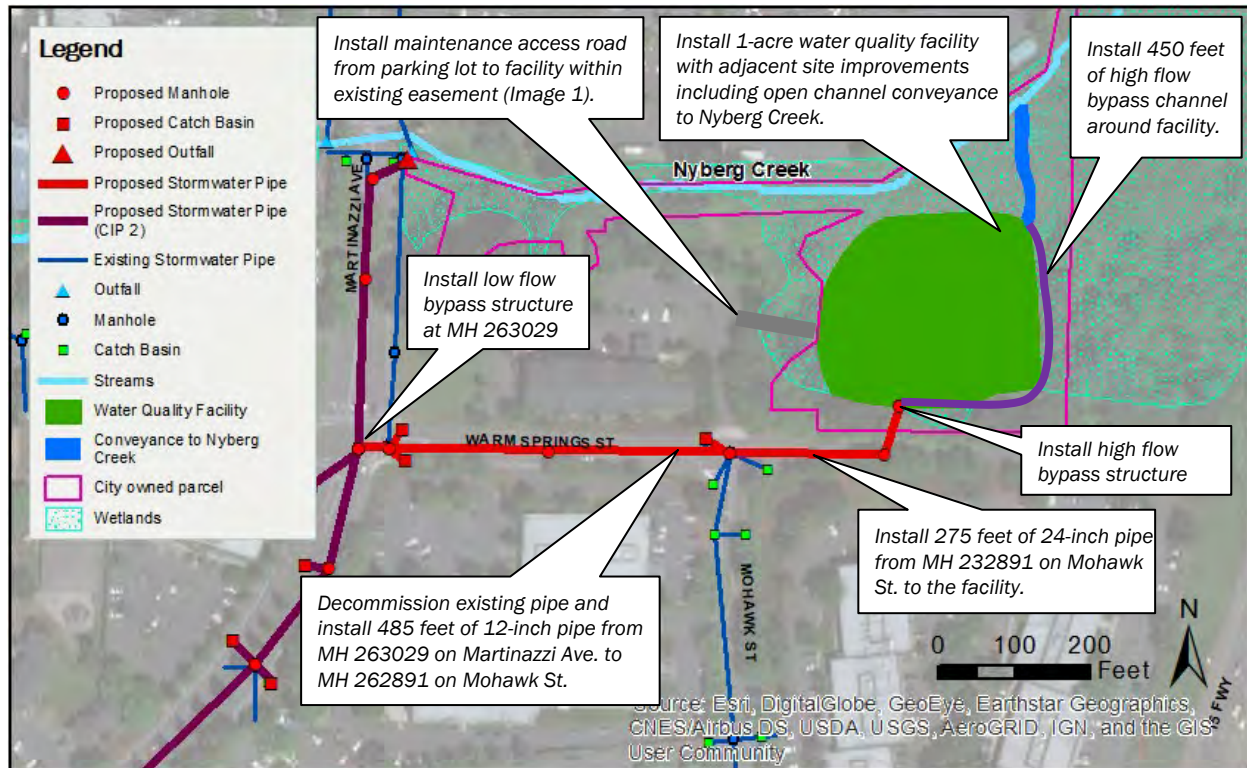 Legend
Proposed Manhole
Proposed Catch Basin
Proposed Outfall
Proposed Stormwater Pipe
Proposed Stormwater Pipe
(CIP 2)
Existing Stormwater Pipe
Outfall
Manhole
Catch Basin
Streams
Water Quality Facility
Conveyance to Nyberg
Creek
City owned parcel
Wetlands
Install maintenance access road
from parking lot to facility within
existing easement (Image 1).
Install 1-acre water quality facility
with adjacent site improvements
including open channel conveyance
to Nyberg Creek.
Install 450 feet
of high flow
bypass channel
around facility.
Nyberg Creek
MARTINAZZI AVE
Install low flow
bypass structure
at MH 263029
WARM SPRINGS ST
Install high flow
bypass structure
Install 275 feet of 24-inch pipe
from MH 232891 on Mohawk
St. to the facility.
Decommission existing pipe and
install 485 feet of 12-inch pipe from
MH 263029 on Martinazzi Ave. to
MH 262891 on Mohawk St.
MOHAWK ST
N
0 100 200
Feet
I5 FWY
Source: Esri, DigitalGlobe, GeoEye, Earthstar Geographics,
CNES/Airbus DS, USDA, USGS, AeroGRID, IGN, and the GIS
User Community